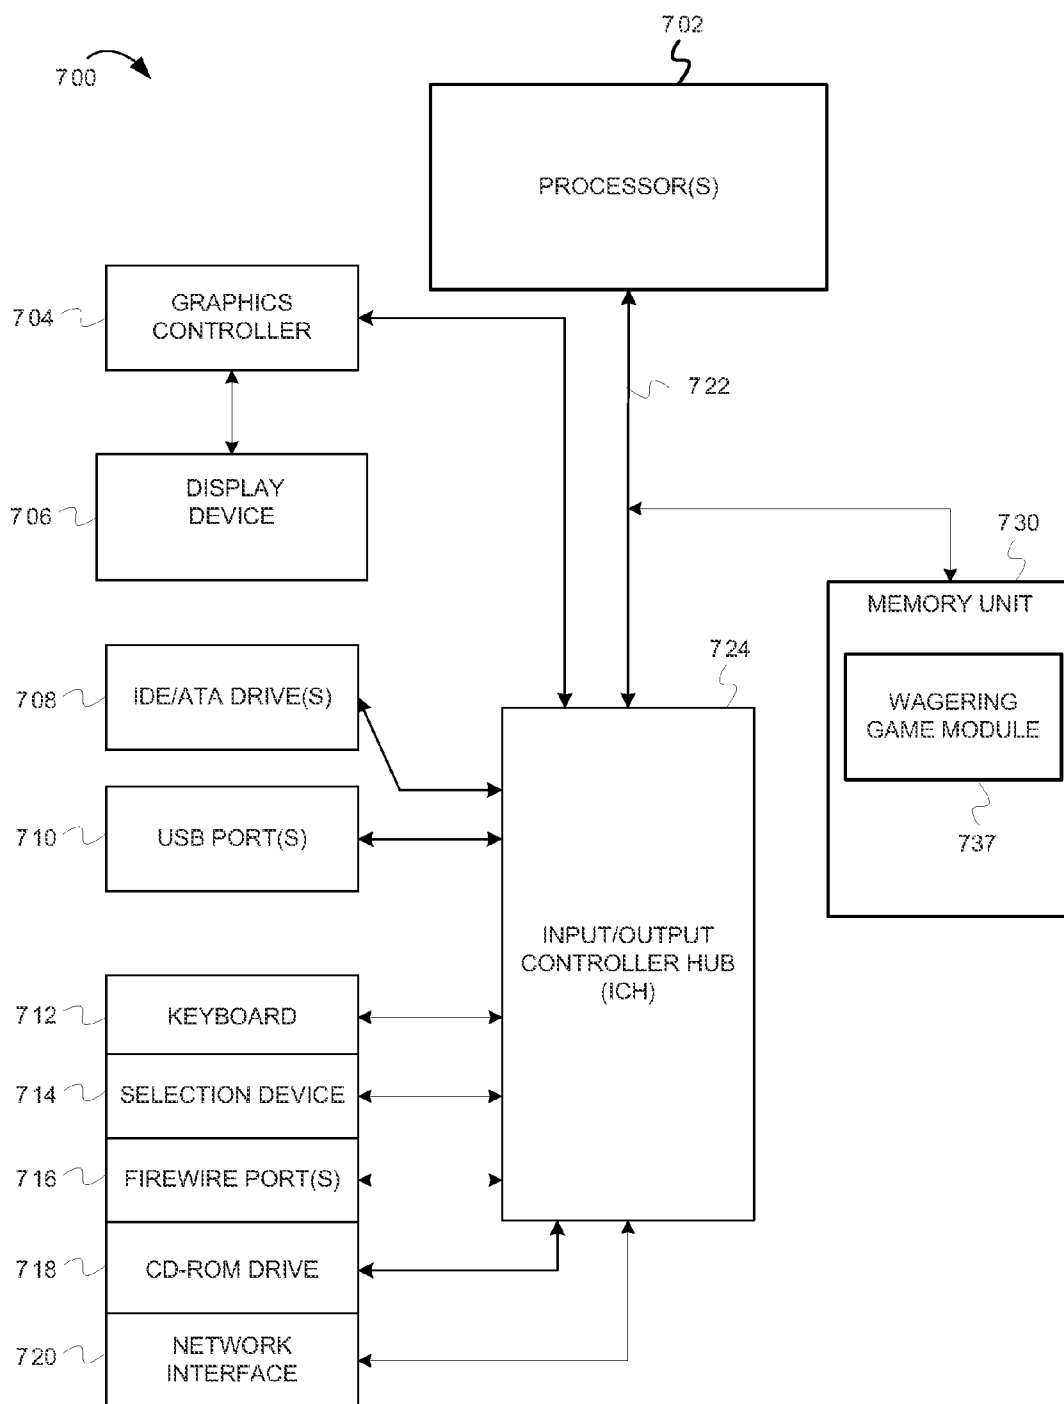 702
700
PROCESSOR(S)
GRAPHICS
CONTROLLER
704
722
DISPLAY
DEVICE
706
730
MEMORY UNIT
724
708
IDE/ATA DRIVE(S)
WAGERING
GAME MODULE
710
USB PORT(S)
737
INPUT/OUTPUT
CONTROLLER HUB
(ICH)
712
KEYBOARD
714
SELECTION DEVICE
716
FIREWIRE PORT(S)
718
CD-ROM DRIVE
720
NETWORK
INTERFACE